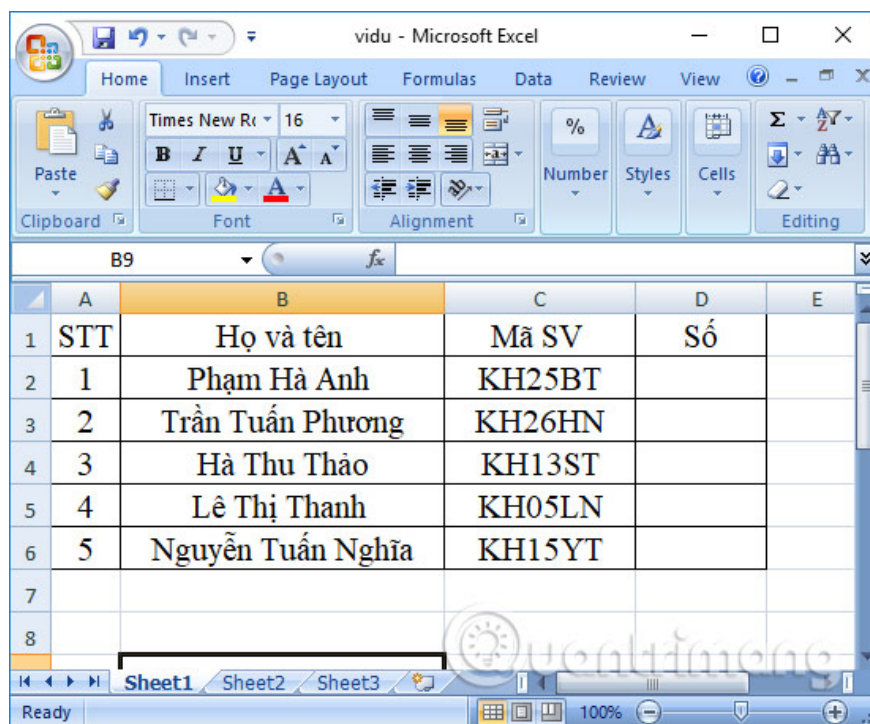 vidu - Microsoft Excel
Home Insert Page Layout Formulas Data Review View
Times New Ro 16
B I U A A
% Σ
Paste Number Styles Cells
Clipboard Font Alignment Editing
B9 fx
A B C D E
1 STT Họ và tên Mã SV Số
2 1 Phạm Hà Anh KH25BT
3 2 Trần Tuấn Phương KH26HN
4 3 Hà Thu Thảo KH13ST
5 4 Lê Thị Thanh KH05LN
6 5 Nguyễn Tuấn Nghĩa KH15YT
7
8
Quantrimang
Sheet1 Sheet2 Sheet3
Ready 100%